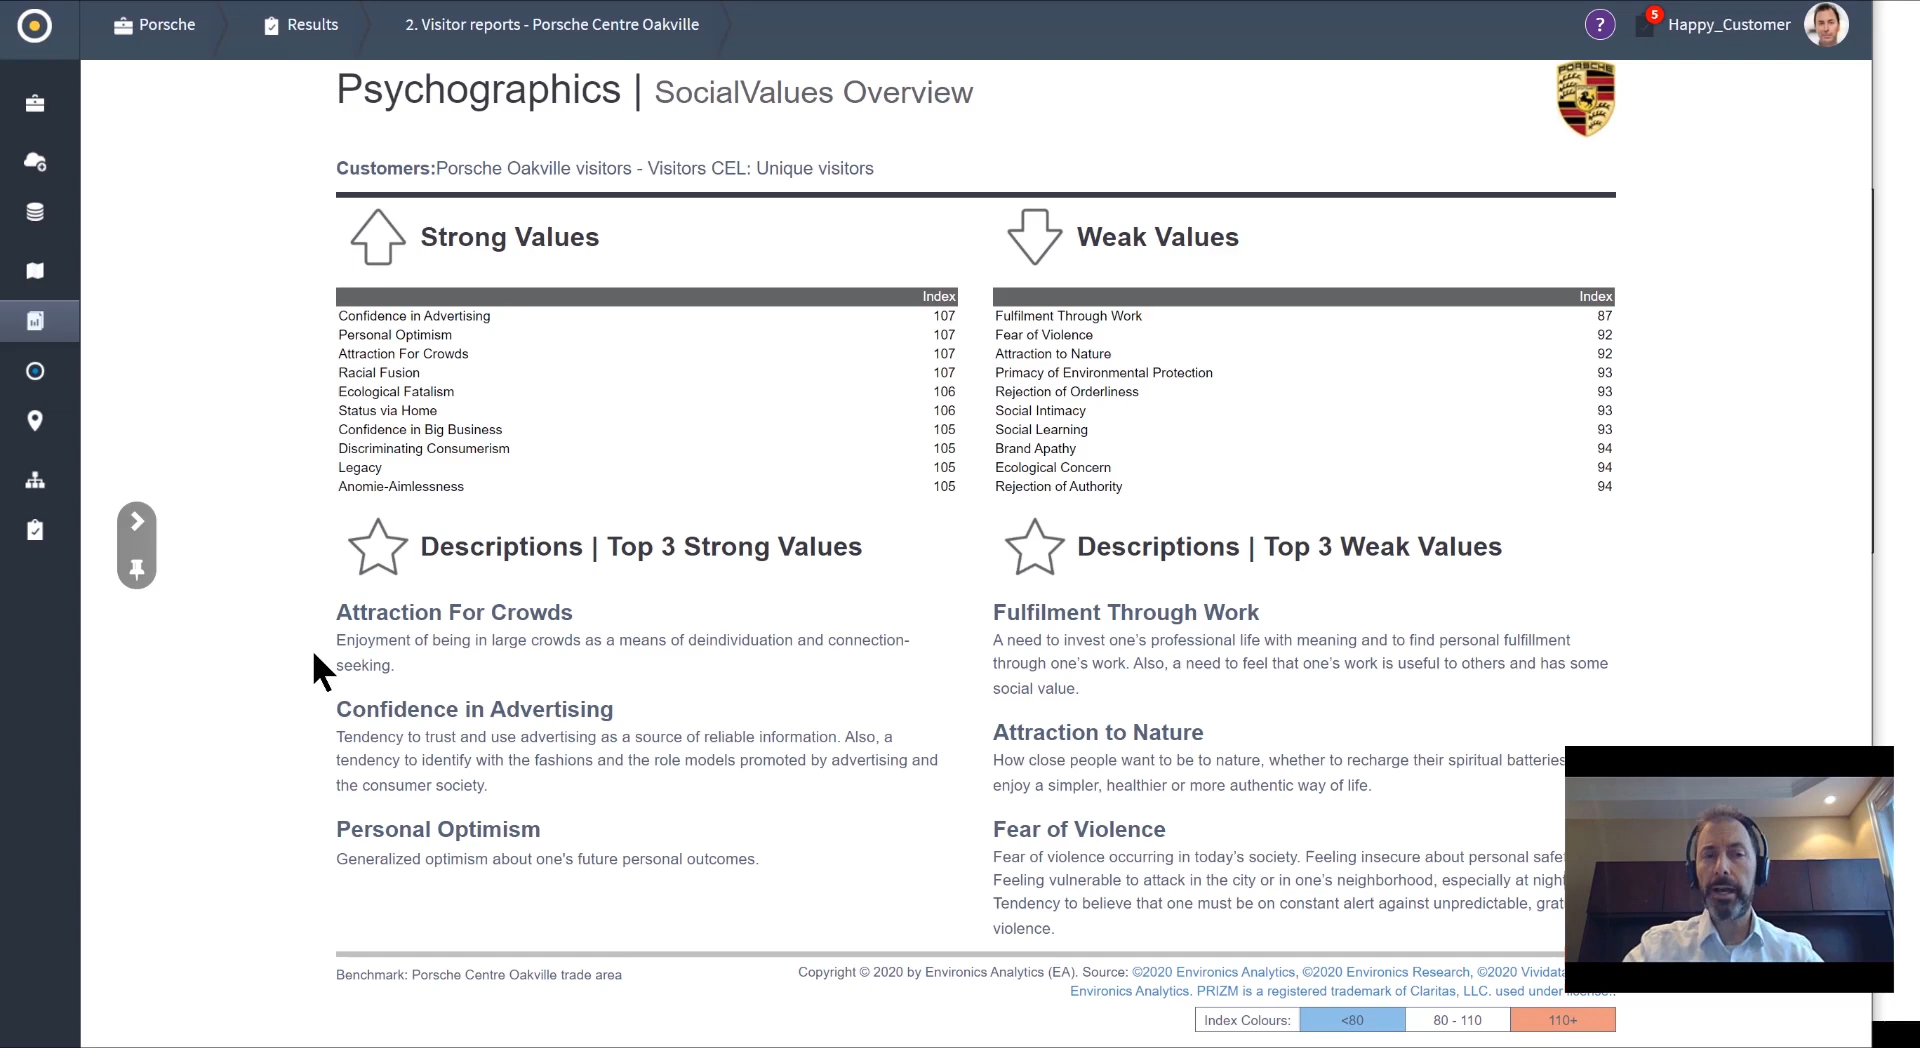 Porsche
Results
2. Visitor reports - Porsche Centre Oakville
?
5
Happy_Customer
Psychographics | SocialValues Overview
PORSCHE
Customers:Porsche Oakville visitors - Visitors CEL: Unique visitors
Strong Values
Index
Confidence in Advertising 107
Personal Optimism 107
Attraction For Crowds 107
Racial Fusion 107
Ecological Fatalism 106
Status via Home 106
Confidence in Big Business 105
Discriminating Consumerism 105
Legacy 105
Anomie-Aimlessness 105
Weak Values
Index
Fulfilment Through Work 87
Fear of Violence 92
Attraction to Nature 92
Primacy of Environmental Protection 93
Rejection of Orderliness 93
Social Intimacy 93
Social Learning 93
Brand Apathy 94
Ecological Concern 94
Rejection of Authority 94
Descriptions | Top 3 Strong Values
Attraction For Crowds
Enjoyment of being in large crowds as a means of deindividuation and connection-
seeking.
Confidence in Advertising
Tendency to trust and use advertising as a source of reliable information. Also, a
tendency to identify with the fashions and the role models promoted by advertising and
the consumer society.
Personal Optimism
Generalized optimism about one's future personal outcomes.
Descriptions | Top 3 Weak Values
Fulfilment Through Work
A need to invest one’s professional life with meaning and to find personal fulfillment
through one’s work. Also, a need to feel that one’s work is useful to others and has some
social value.
Attraction to Nature
How close people want to be to nature, whether to recharge their spiritual batteries
enjoy a simpler, healthier or more authentic way of life.
Fear of Violence
Fear of violence occurring in today’s society. Feeling insecure about personal safe
Feeling vulnerable to attack in the city or in one’s neighborhood, especially at nigh
Tendency to believe that one must be on constant alert against unpredictable, grat
violence.
Benchmark: Porsche Centre Oakville trade area
Copyright © 2020 by Environics Analytics (EA). Source: ©2020 Environics Analytics, ©2020 Environics Research, ©2020 Vividata
Environics Analytics. PRIZM is a registered trademark of Claritas, LLC. used under
Index Colours: <80 80 - 110 110+